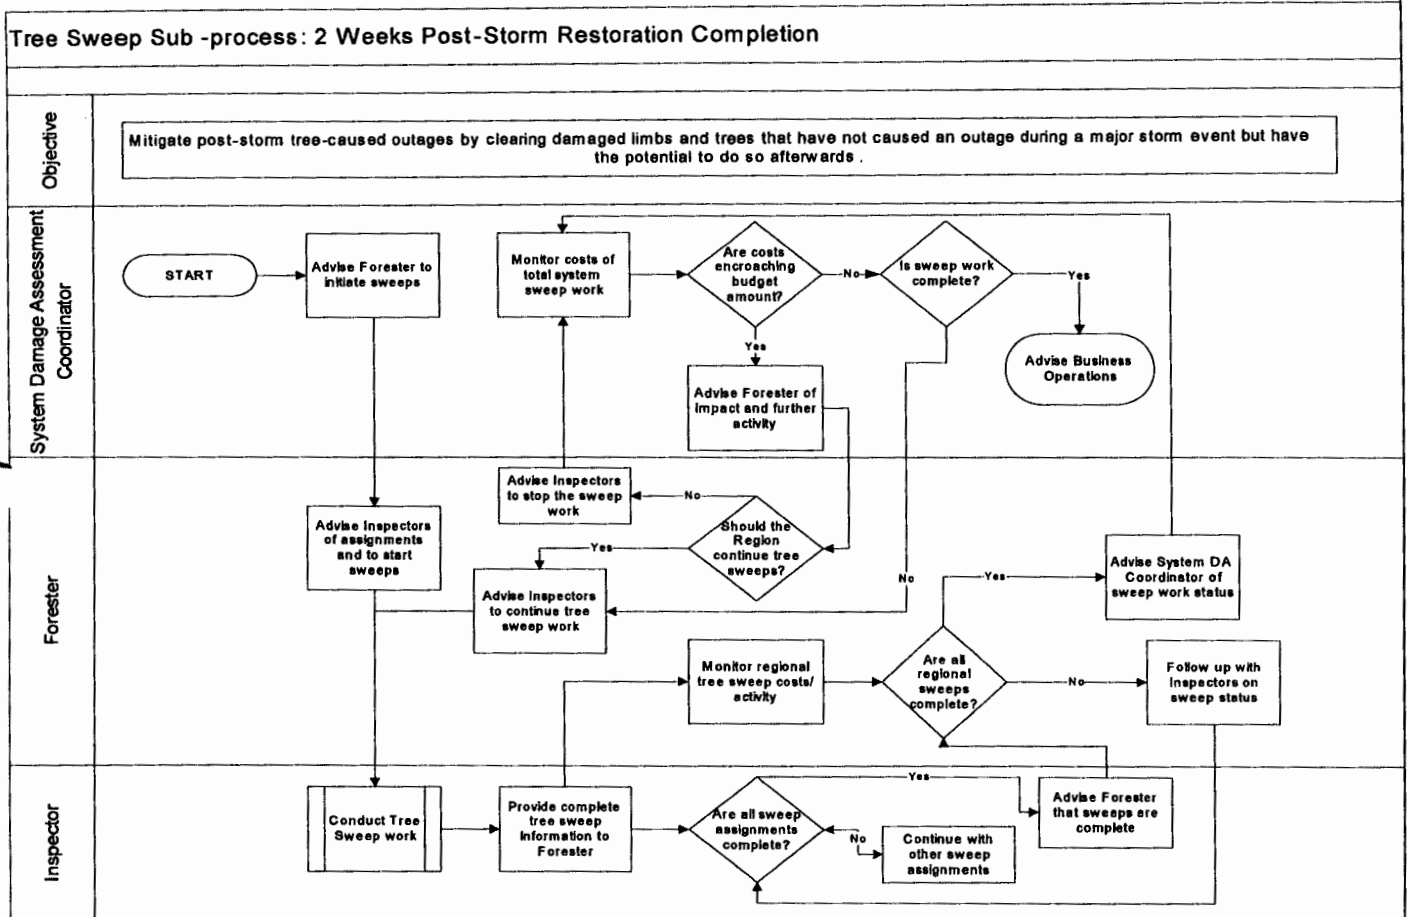 Tree Sweep Sub -process: 2 Weeks Post-Storm Restoration Completion
Objective
Mitigate post-storm tree-caused outages by clearing damaged limbs and trees that have not caused an outage during a major storm event but have
the potential to do so afterwards .
System Damage Assessment
Coordinator
START
Advise Forester to
initiate sweeps
Monitor costs of
total system
sweep work
Are costs
encroaching
budget
amount?
No
Is sweep work
complete?
Yes
Advise Business
Operations
Yes
Advise Forester of
impact and further
activity
No
Forester
Advise Inspectors
of assignments
and to start
sweeps
Advise Inspectors
to stop the sweep
work
No
Should the
Region
continue tree
sweeps?
Yes
Advise Inspectors
to continue tree
sweep work
Monitor regional
tree sweep costs/
activity
Are all
regional
sweeps
complete?
Yes
Advise System DA
Coordinator of
sweep work status
No
Follow up with
Inspectors on
sweep status
Inspector
Conduct Tree
Sweep work
Provide complete
tree sweep
Information to
Forester
Are all sweep
assignments
complete?
Yes
Advise Forester
that sweeps are
complete
No
Continue with
other sweep
assignments